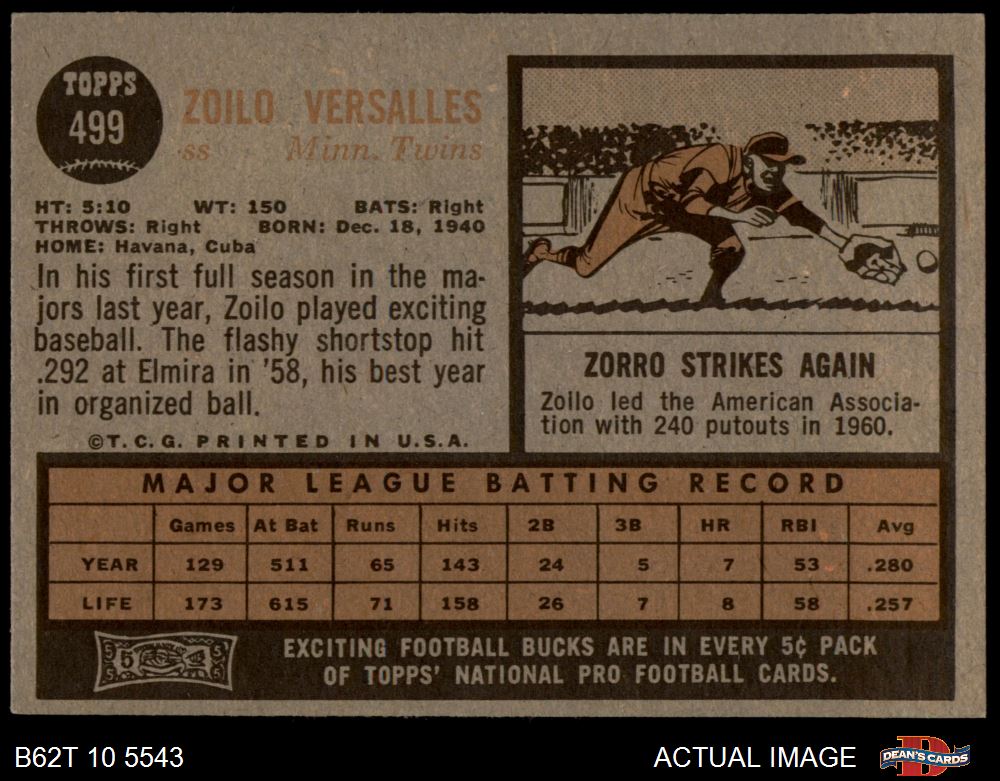 TOPPS
499
ZOILO VERSALLES
ss Minn. Twins
HT: 5:10 WT: 150 BATS: Right
THROWS: Right BORN: Dec. 18, 1940
HOME: Havana, Cuba
In his first full season in the ma-
jors last year, Zoilo played exciting
baseball. The flashy shortstop hit
.292 at Elmira in '58, his best year
in organized ball.
©T.C.G. PRINTED IN U.S.A.
ZORRO STRIKES AGAIN
Zoilo led the American Associa-
tion with 240 putouts in 1960.
MAJOR LEAGUE BATTING RECORD
Games At Bat Runs Hits 2B 3B HR RBI Avg
YEAR 129 511 65 143 24 5 7 53 .280
LIFE 173 615 71 158 26 7 8 58 .257
5
EXCITING FOOTBALL BUCKS ARE IN EVERY 5¢ PACK
OF TOPPS' NATIONAL PRO FOOTBALL CARDS.
B62T 10 5543 ACTUAL IMAGE DEAN'S CARDS